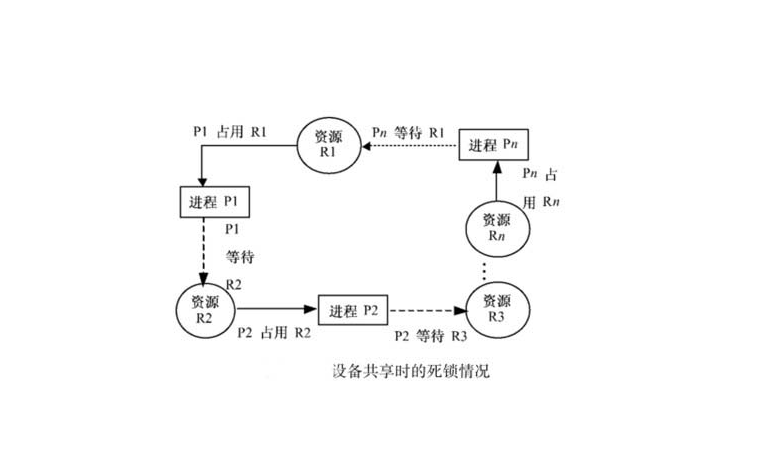 P1 占用 R1
资源
R1
Pn 等待 R1
进程 Pn
Pn 占
用 Rn
进程 P1
P1
等待
R2
资源
Rn
⋮
资源
R2
P2 占用 R2
进程 P2
P2 等待 R3
资源
R3
设备共享时的死锁情况